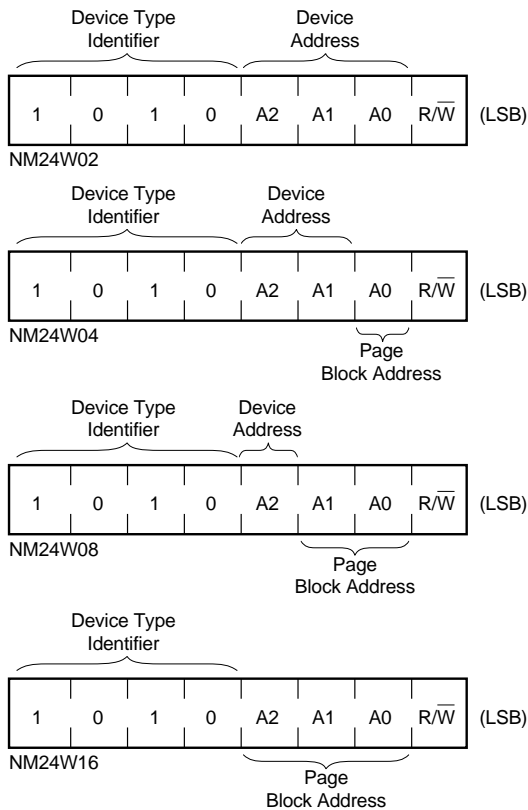 Device Type Identifier
Device Address
1 0 1 0 A2 A1 A0 R/W̅ (LSB)
NM24W02
Device Type Identifier
Device Address
1 0 1 0 A2 A1 A0 R/W̅ (LSB)
NM24W04
Page Block Address
Device Type Identifier
Device Address
1 0 1 0 A2 A1 A0 R/W̅ (LSB)
NM24W08
Page Block Address
Device Type Identifier
1 0 1 0 A2 A1 A0 R/W̅ (LSB)
NM24W16
Page Block Address